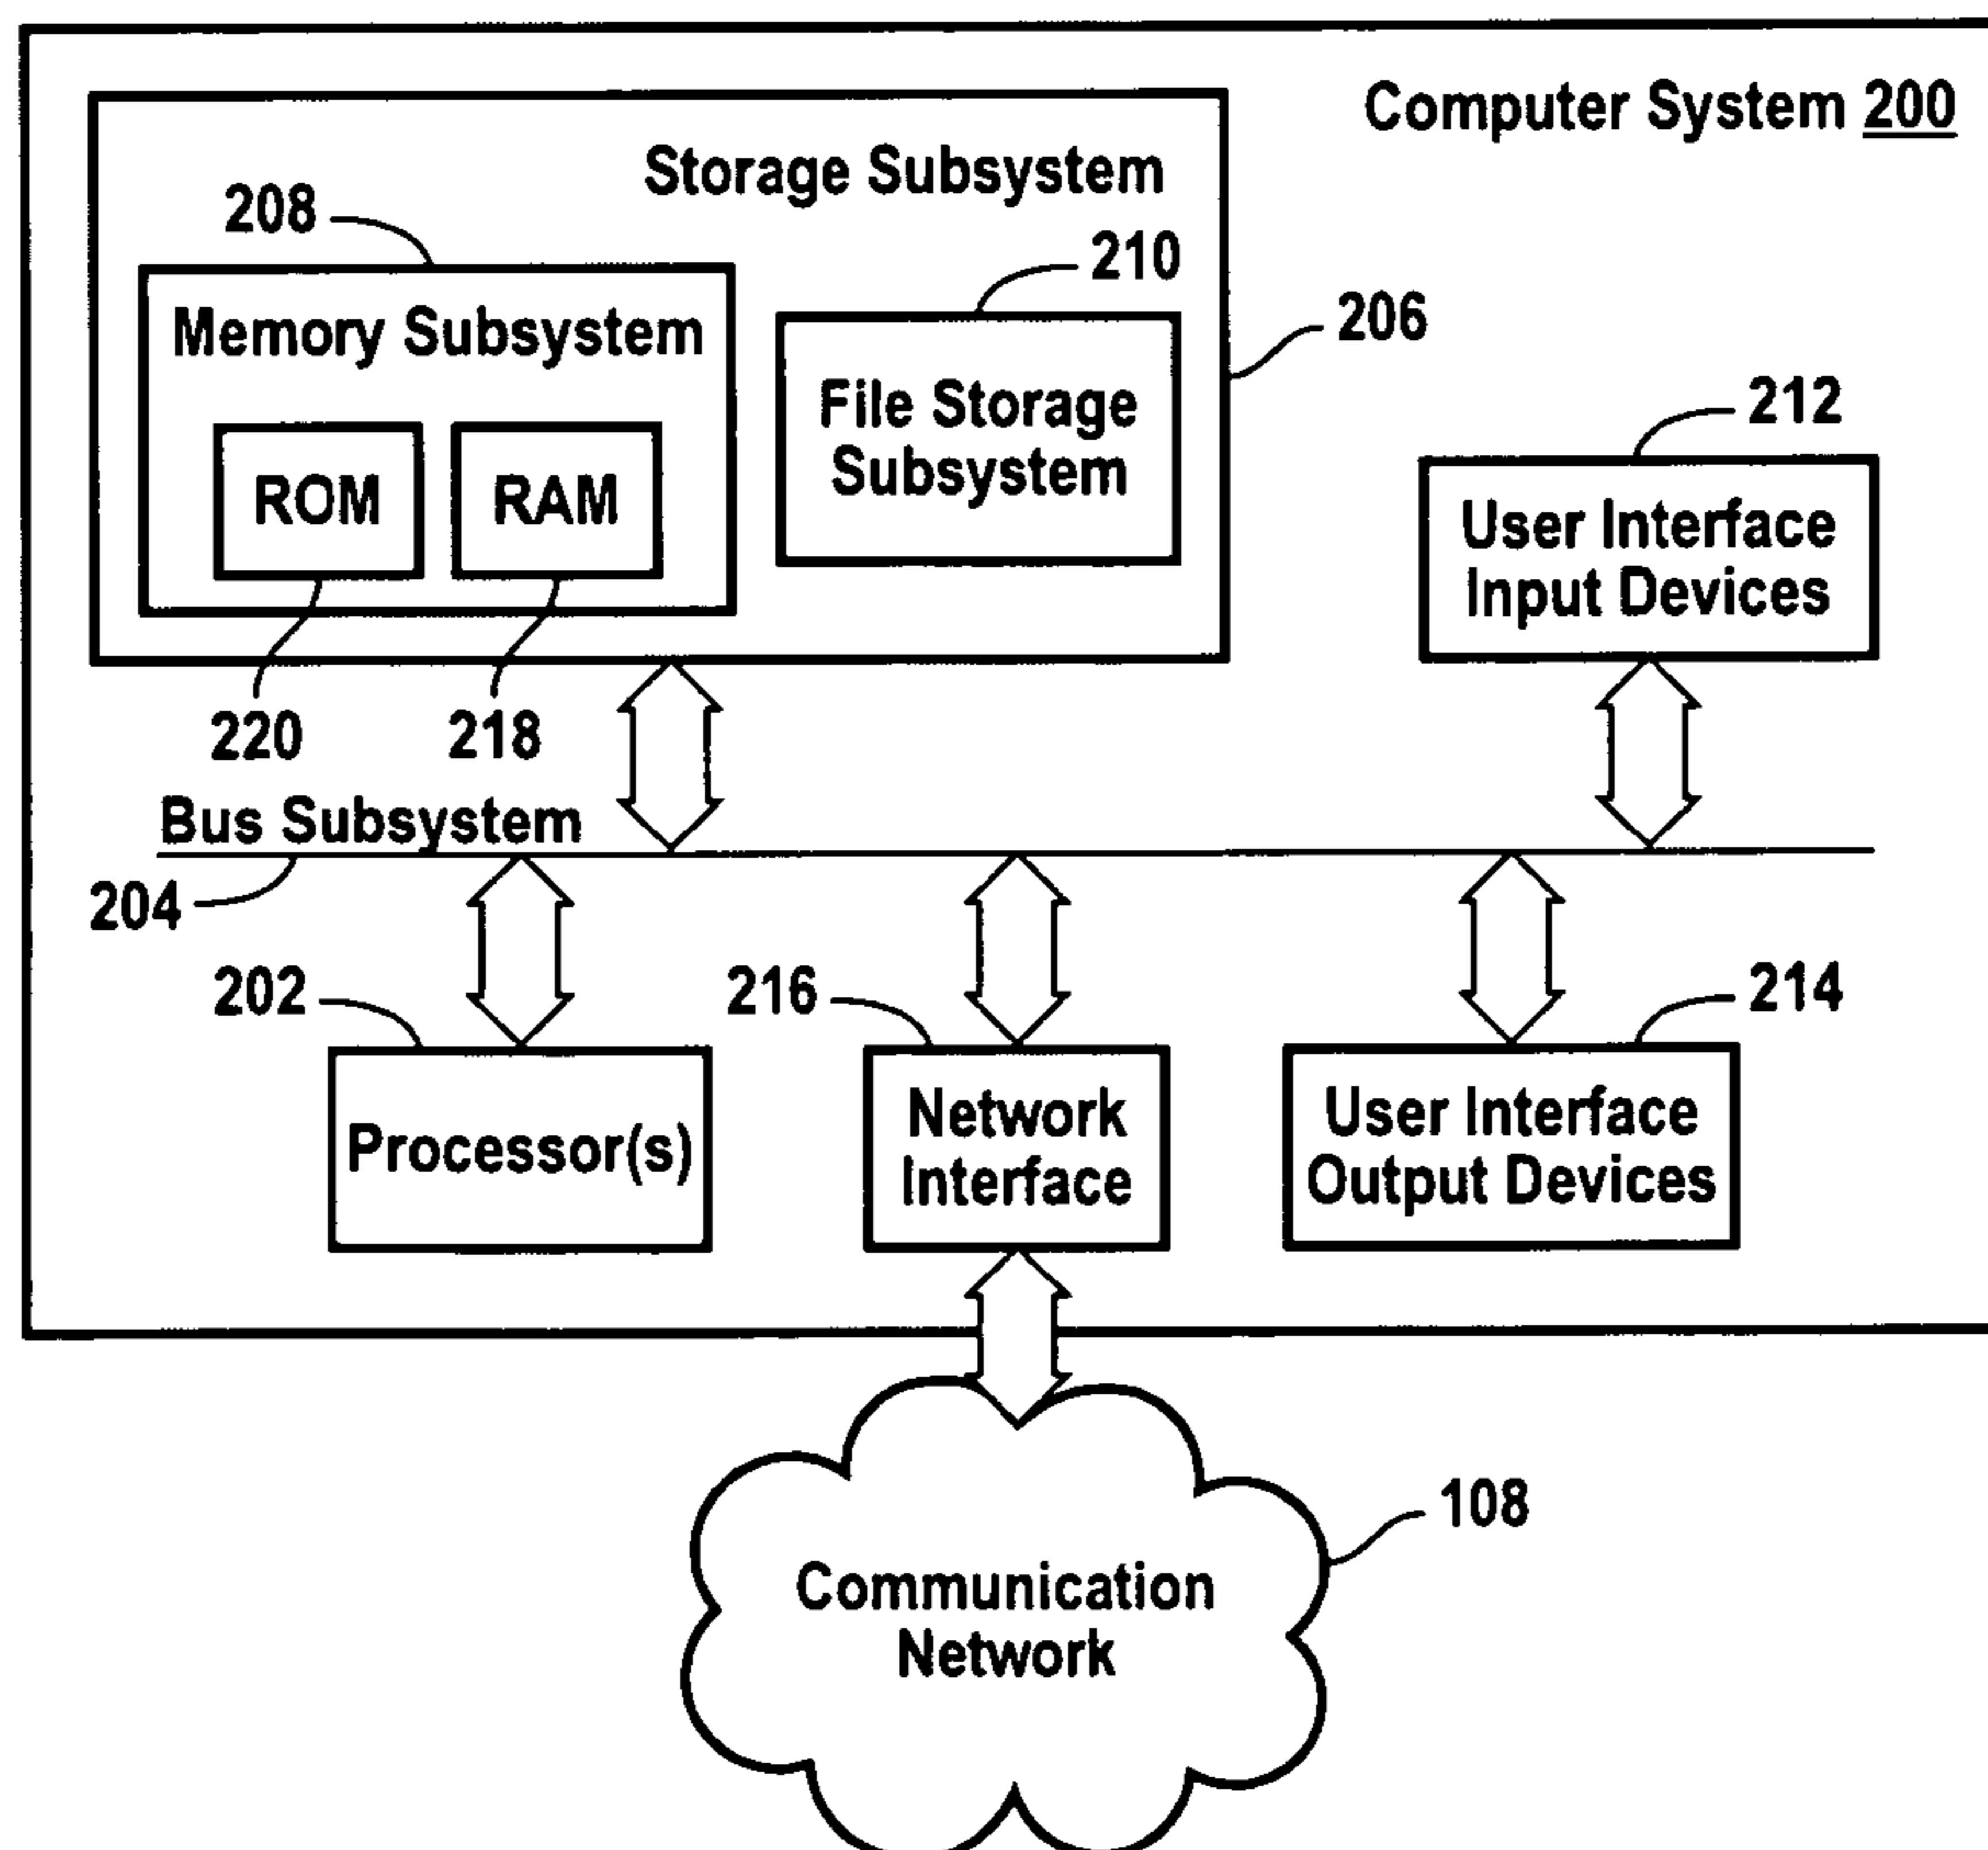 Computer System 200
Storage Subsystem
208
210
Memory Subsystem
206
File Storage
Subsystem
212
ROM
RAM
User Interface
Input Devices
220
218
Bus Subsystem
204
202
216
214
Processor(s)
Network
Interface
User Interface
Output Devices
108
Communication
Network